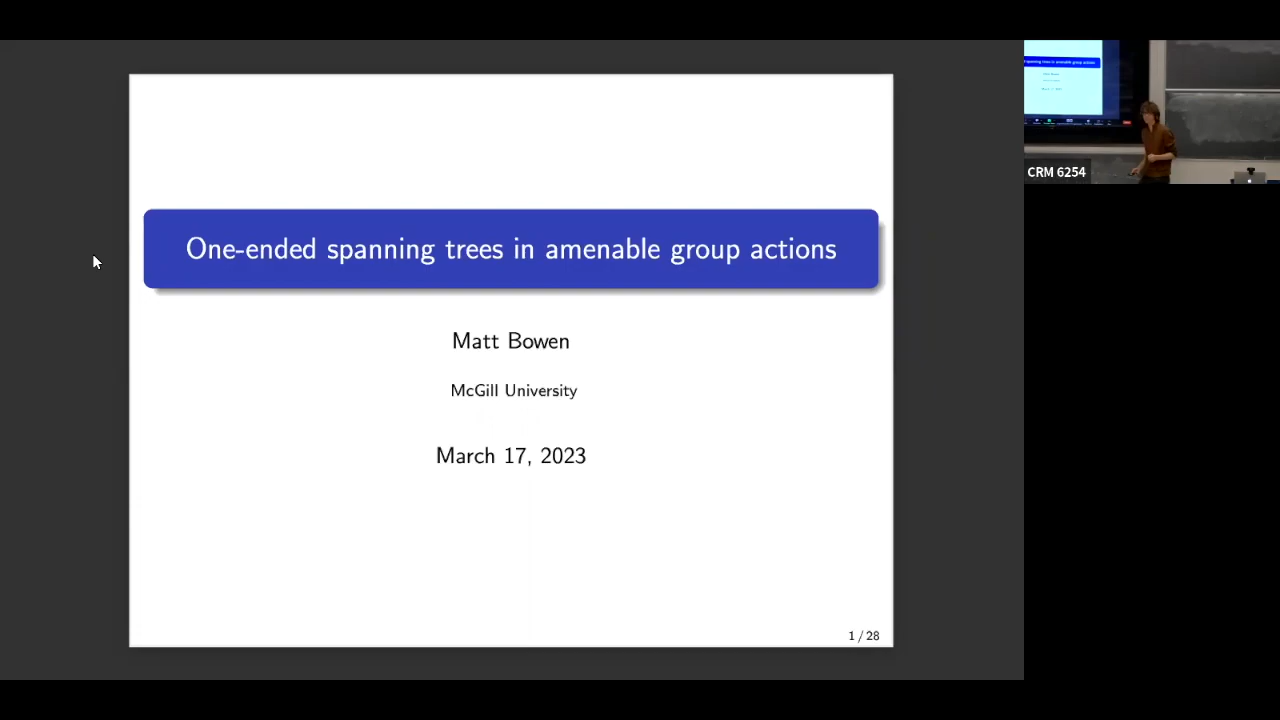 One-ended spanning trees in amenable group actions
Matt Bowen
McGill University
March 17, 2023
1 / 28
CRM 6254